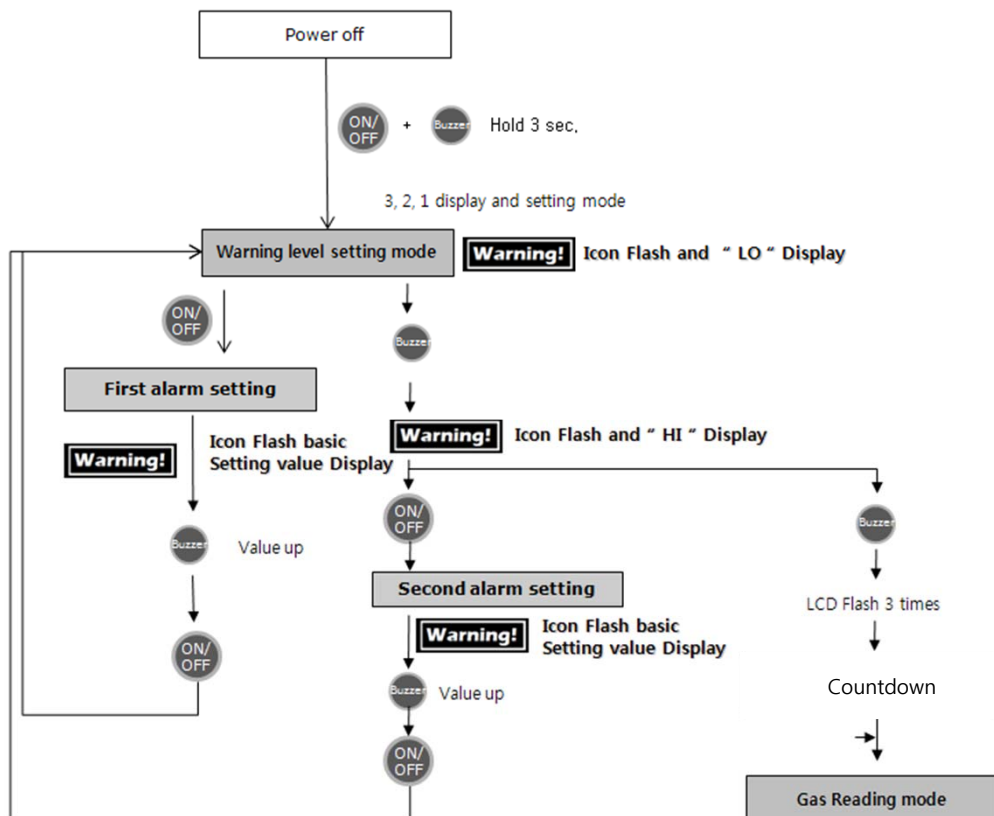 Power off
ON/
OFF
+
Buzzer
Hold 3 sec.
3, 2, 1 display and setting mode
Warning level setting mode
Warning!
Icon Flash and " LO " Display
ON/
OFF
Buzzer
First alarm setting
Warning!
Icon Flash and " HI " Display
Warning!
Icon Flash basic
Setting value Display
ON/
OFF
Buzzer
Buzzer
Value up
Second alarm setting
LCD Flash 3 times
Warning!
Icon Flash basic
Setting value Display
ON/
OFF
Buzzer
Value up
Countdown
ON/
OFF
Gas Reading mode